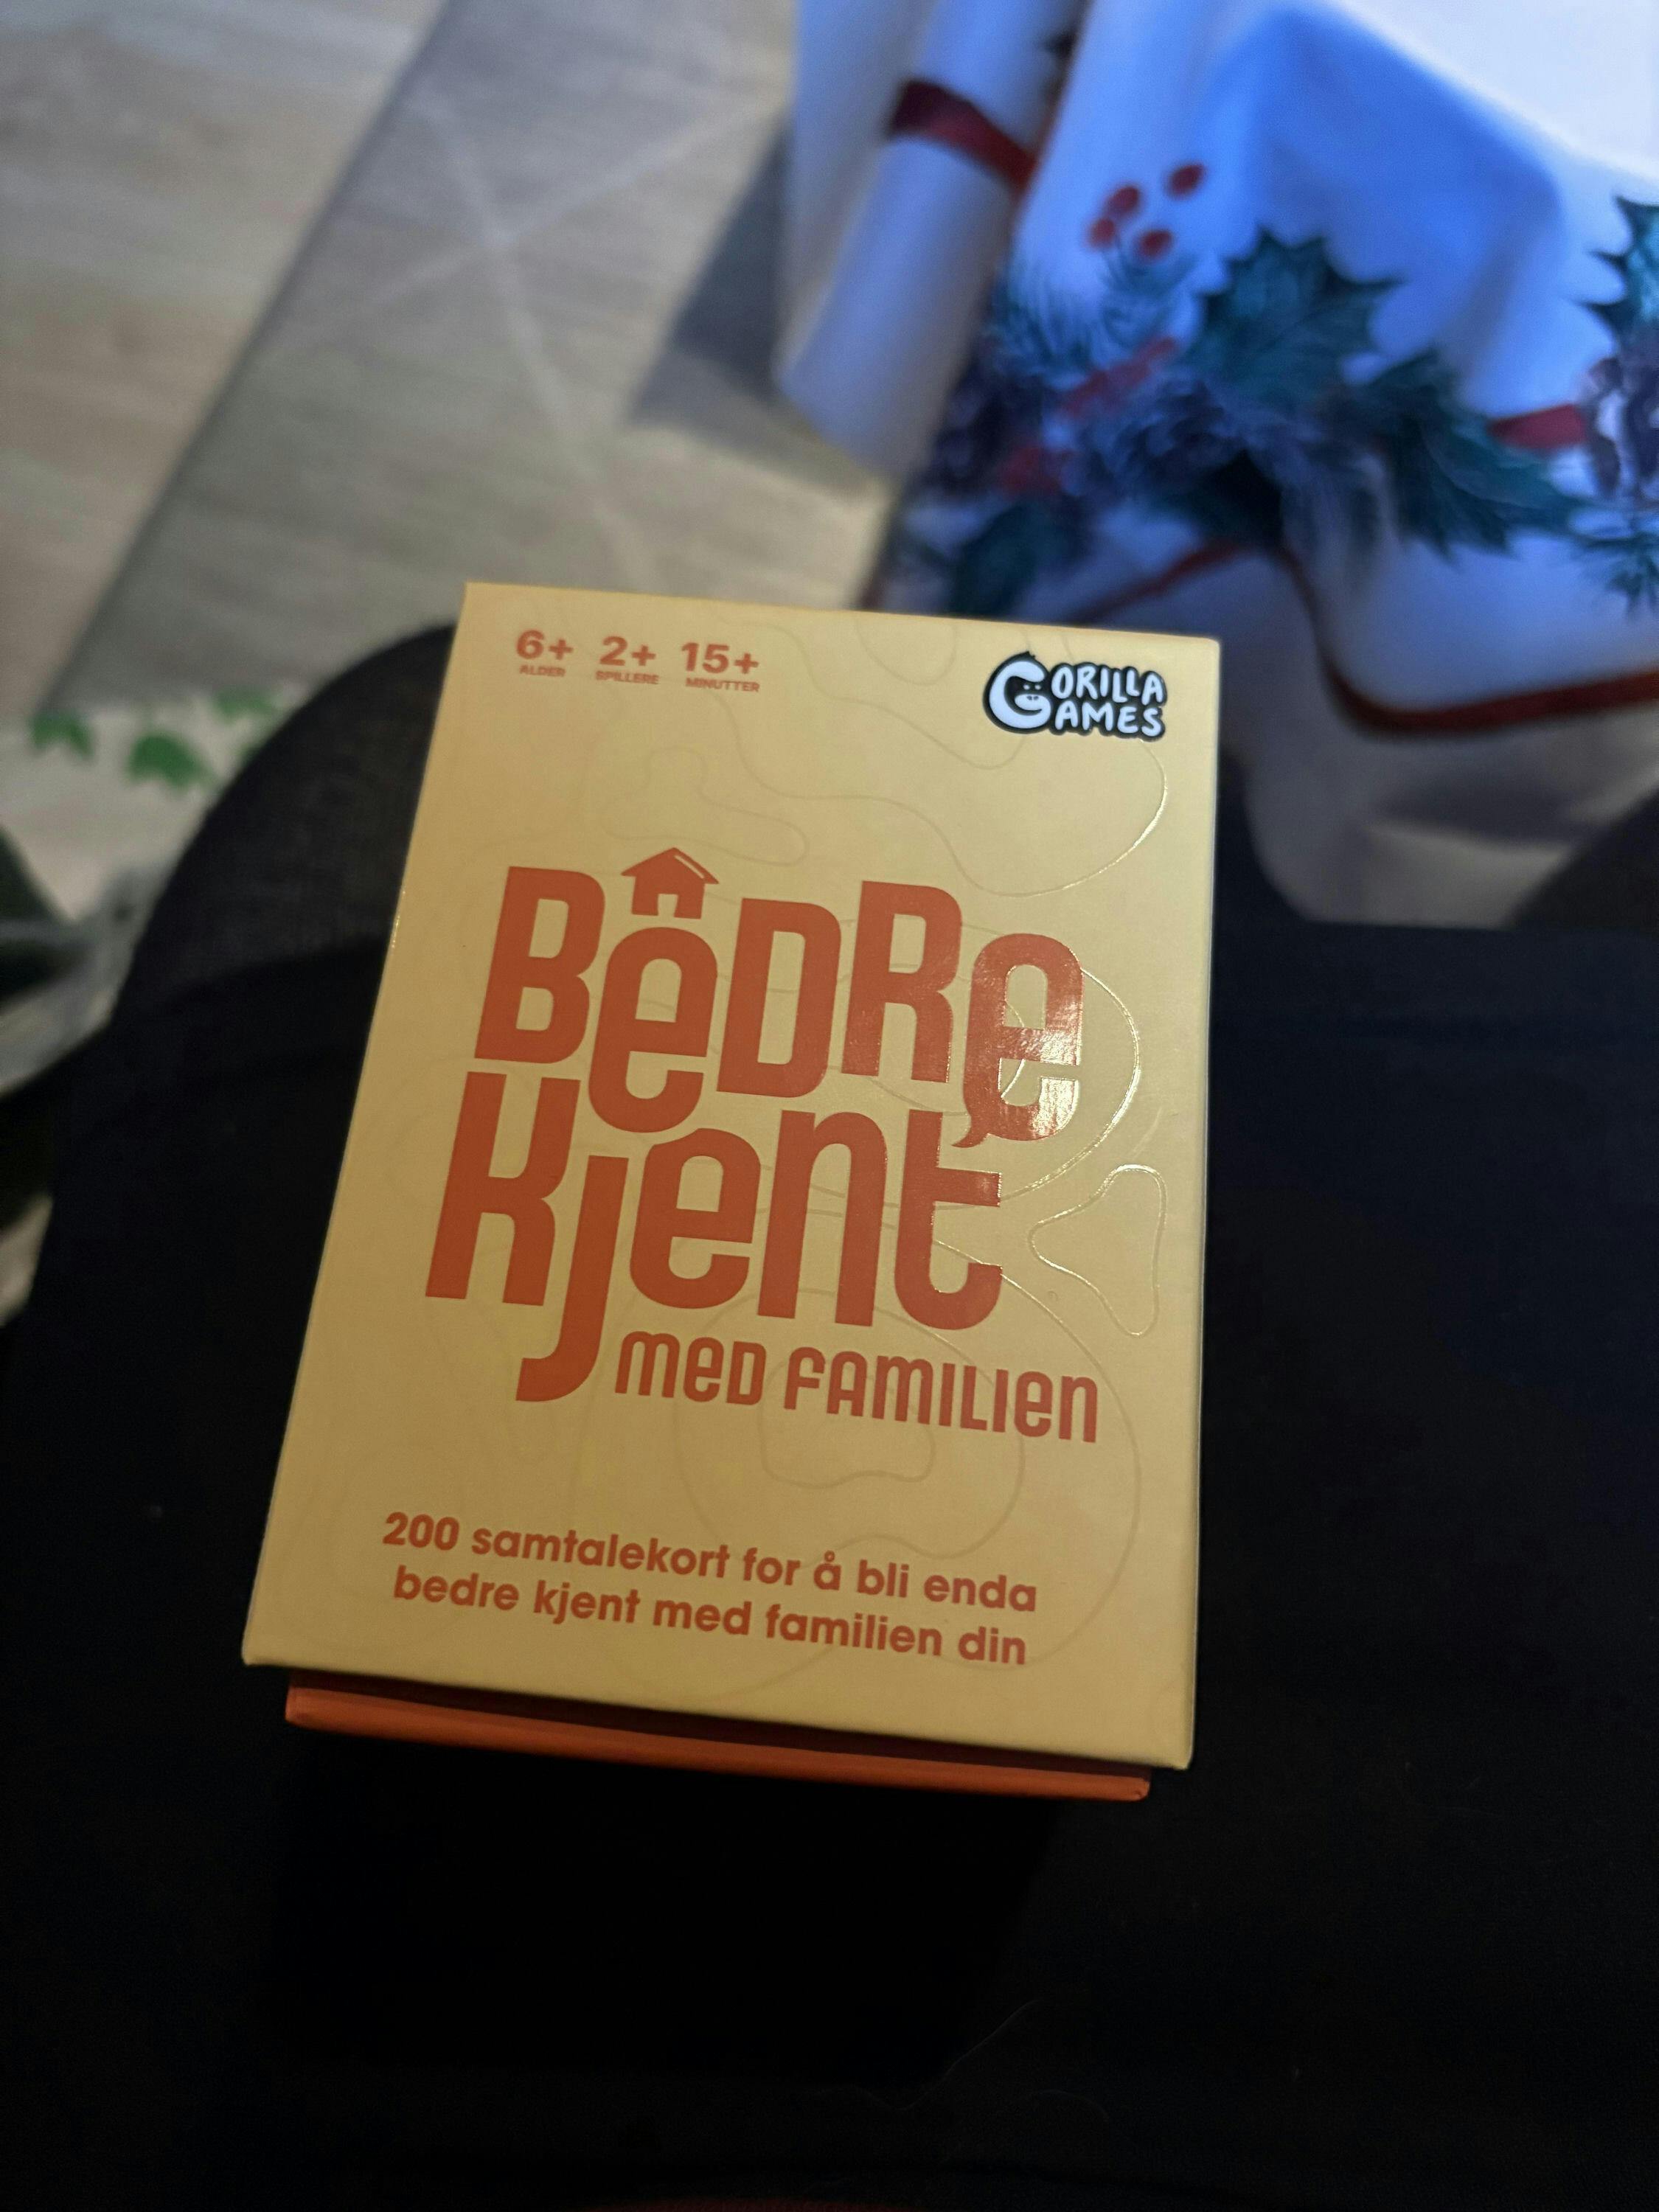 6+ 2+ 15+
ALDER SPILLERE MINUTTER
GORILLA
GAMES
BEDRE
KJENT
MED FAMILIEN
200 samtalekort for å bli enda
bedre kjent med familien din